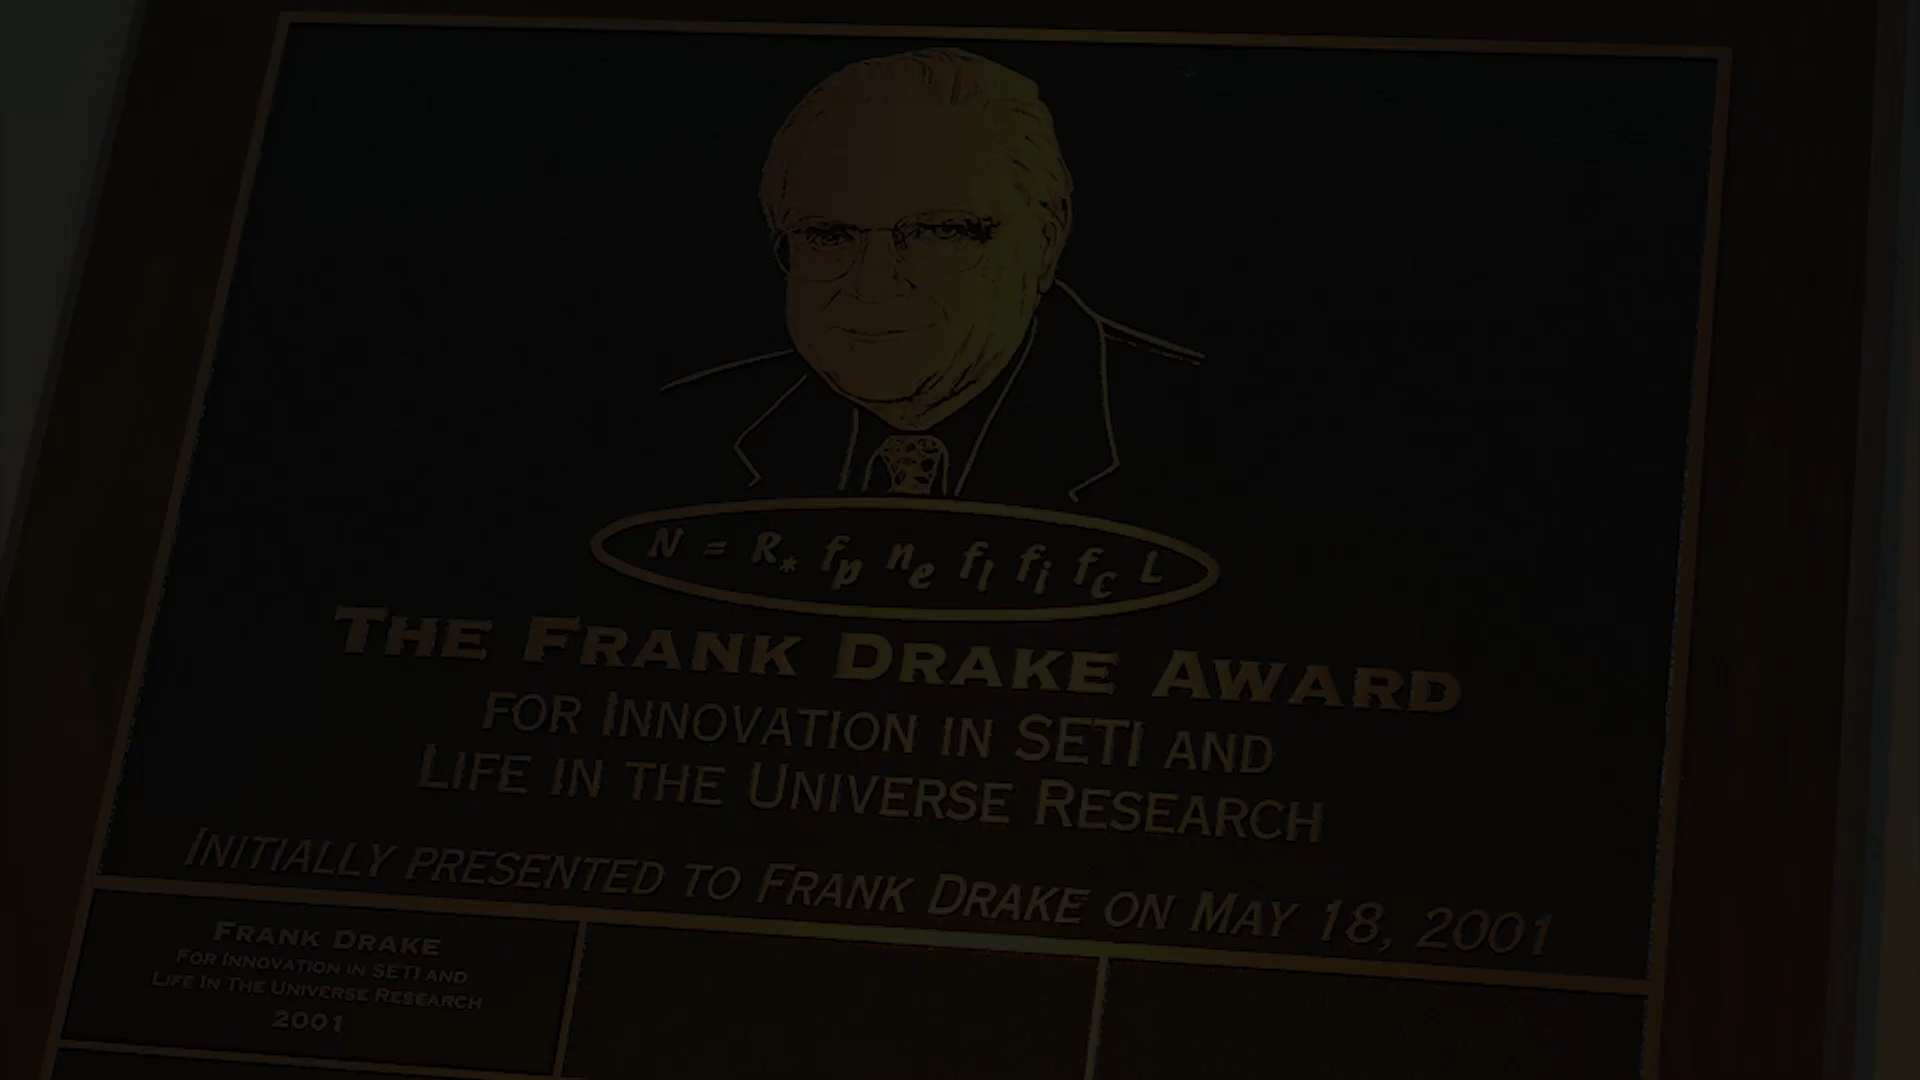 N = R* fp ne fl fi fc L
THE FRANK DRAKE AWARD
FOR INNOVATION IN SETI AND
LIFE IN THE UNIVERSE RESEARCH
INITIALLY PRESENTED TO FRANK DRAKE ON MAY 18, 2001
FRANK DRAKE
FOR INNOVATION IN SETI AND
LIFE IN THE UNIVERSE RESEARCH
2001